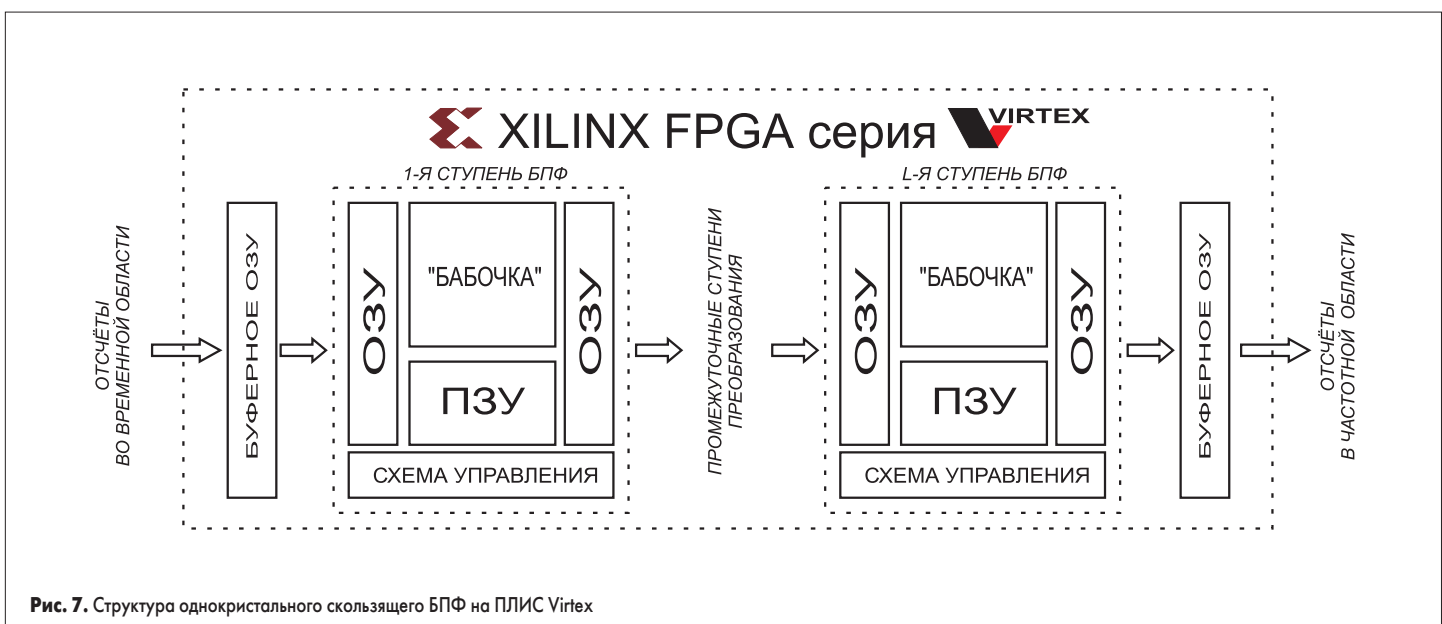 XILINX FPGA серия VIRTEX
1-Я СТУПЕНЬ БПФ
L-Я СТУПЕНЬ БПФ
ОТСЧЁТЫ
ВО ВРЕМЕННОЙ ОБЛАСТИ
БУФЕРНОЕ ОЗУ
ОЗУ
"БАБОЧКА"
ПЗУ
ОЗУ
СХЕМА УПРАВЛЕНИЯ
ПРОМЕЖУТОЧНЫЕ СТУПЕНИ
ПРЕОБРАЗОВАНИЯ
ОЗУ
"БАБОЧКА"
ПЗУ
ОЗУ
СХЕМА УПРАВЛЕНИЯ
БУФЕРНОЕ ОЗУ
ОТСЧЁТЫ
В ЧАСТОТНОЙ ОБЛАСТИ
Рис. 7. Структура однокристального скользящего БПФ на ПЛИС Virtex